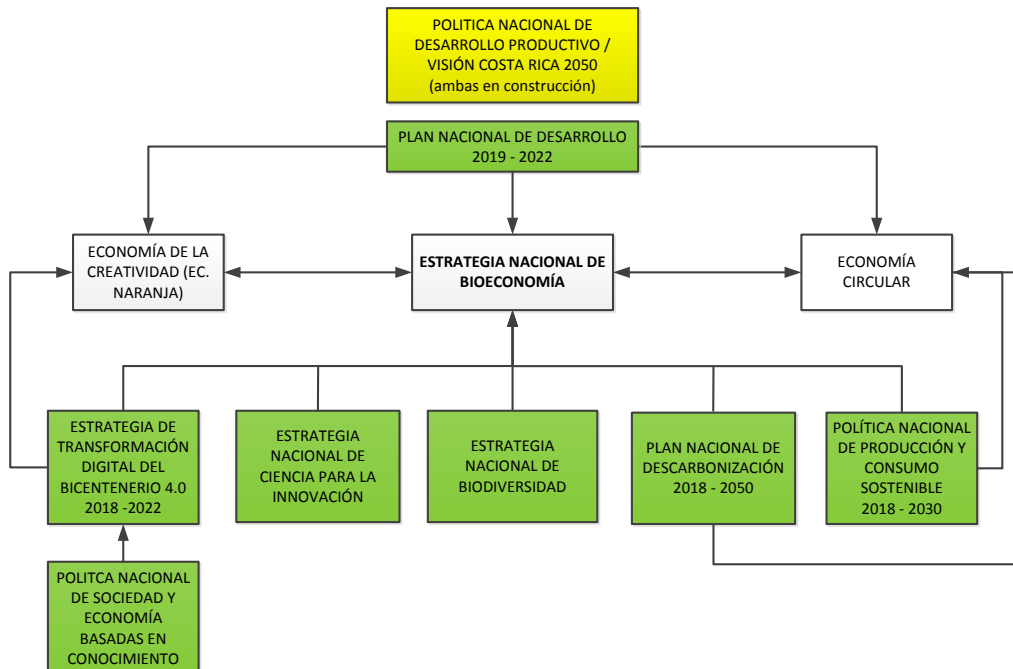 POLITICA NACIONAL DE
DESARROLLO PRODUCTIVO /
VISIÓN COSTA RICA 2050
(ambas en construcción)
PLAN NACIONAL DE DESARROLLO
2019 - 2022
ECONOMÍA DE LA
CREATIVIDAD (EC.
NARANJA)
ESTRATEGIA NACIONAL DE
BIOECONOMÍA
ECONOMÍA
CIRCULAR
ESTRATEGIA DE
TRANSFORMACIÓN
DIGITAL DEL
BICENTENERIO 4.0
2018 -2022
ESTRATEGIA
NACIONAL DE
CIENCIA PARA LA
INNOVACIÓN
ESTRATEGIA
NACIONAL DE
BIODIVERSIDAD
PLAN NACIONAL DE
DESCARBONIZACIÓN
2018 - 2050
POLÍTICA NACIONAL
DE PRODUCCIÓN Y
CONSUMO
SOSTENIBLE
2018 - 2030
POLITCA NACIONAL
DE SOCIEDAD Y
ECONOMÍA
BASADAS EN
CONOCIMIENTO